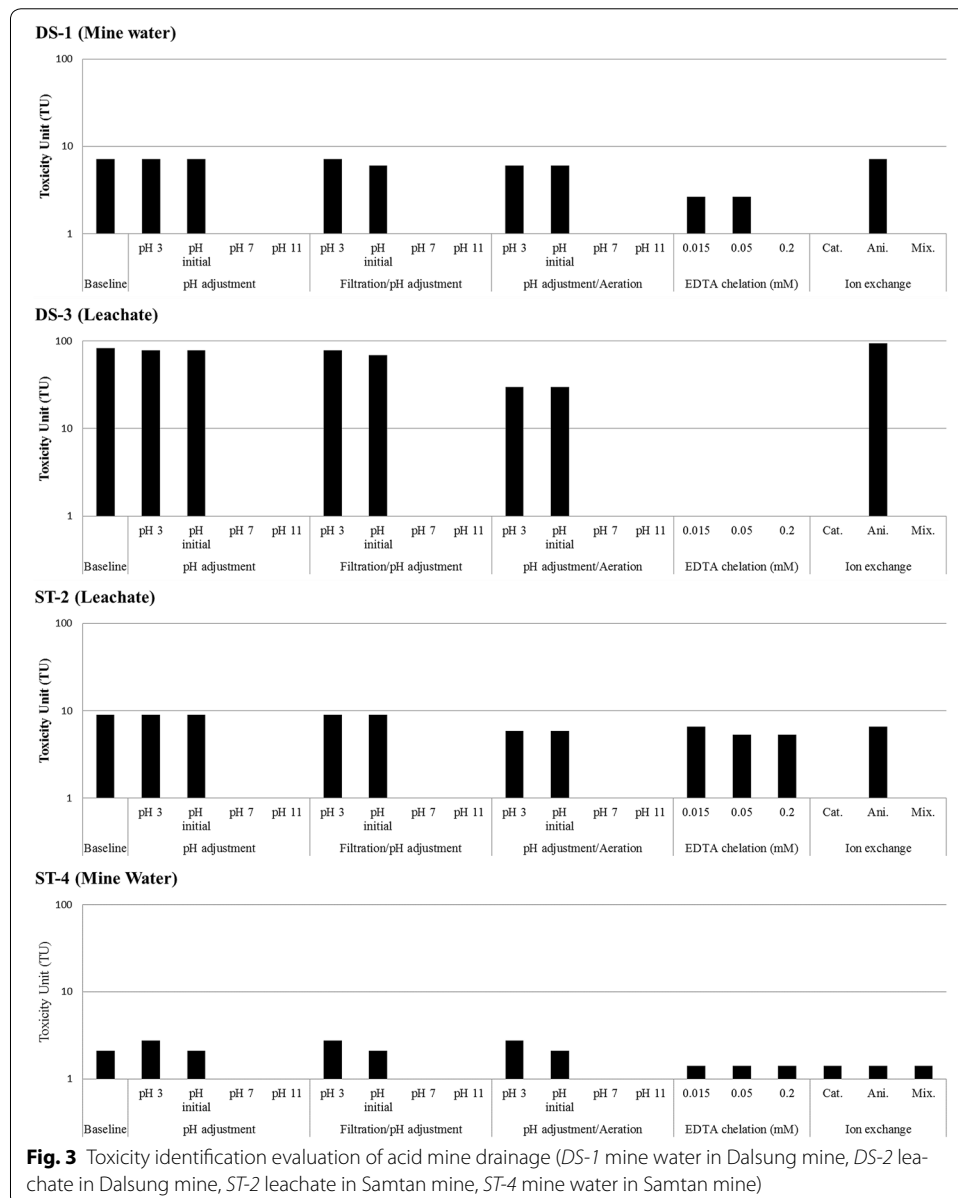 DS-1 (Mine water)
Toxicity Unit (TU)
100
10
1
pH 3 pH initial pH 7 pH 11 pH 3 pH initial pH 7 pH 11 pH 3 pH initial pH 7 pH 11 0.015 0.05 0.2 Cat. Ani. Mix.
Baseline pH adjustment Filtration/pH adjustment pH adjustment/Aeration EDTA chelation (mM) Ion exchange
DS-3 (Leachate)
Toxicity Unit (TU)
100
10
1
pH 3 pH initial pH 7 pH 11 pH 3 pH initial pH 7 pH 11 pH 3 pH initial pH 7 pH 11 0.015 0.05 0.2 Cat. Ani. Mix.
Baseline pH adjustment Filtration/pH adjustment pH adjustment/Aeration EDTA chelation (mM) Ion exchange
ST-2 (Leachate)
Toxicity Unit (TU)
100
10
1
pH 3 pH initial pH 7 pH 11 pH 3 pH initial pH 7 pH 11 pH 3 pH initial pH 7 pH 11 0.015 0.05 0.2 Cat. Ani. Mix.
Baseline pH adjustment Filtration/pH adjustment pH adjustment/Aeration EDTA chelation (mM) Ion exchange
ST-4 (Mine Water)
Toxicity Unit (TU)
100
10
1
pH 3 pH initial pH 7 pH 11 pH 3 pH initial pH 7 pH 11 pH 3 pH initial pH 7 pH 11 0.015 0.05 0.2 Cat. Ani. Mix.
Baseline pH adjustment Filtration/pH adjustment pH adjustment/Aeration EDTA chelation (mM) Ion exchange
Fig. 3 Toxicity identification evaluation of acid mine drainage (DS-1 mine water in Dalsung mine, DS-2 lea-
chate in Dalsung mine, ST-2 leachate in Samtan mine, ST-4 mine water in Samtan mine)